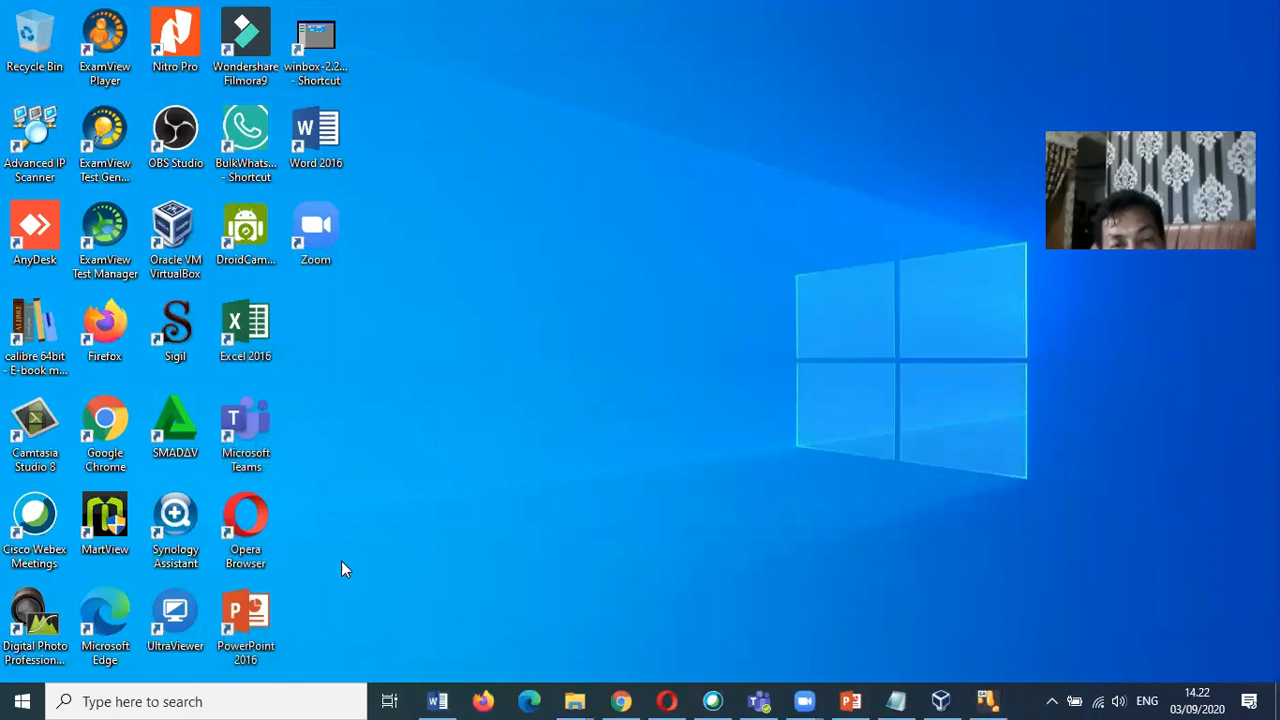 Recycle Bin
ExamView
Player
Nitro Pro
Wondershare
Filmora9
winbox-2.2...
- Shortcut
Advanced IP
Scanner
ExamView
Test Gen...
OBS Studio
BulkWhats...
- Shortcut
Word 2016
AnyDesk
ExamView
Test Manager
Oracle VM
VirtualBox
DroidCam...
Zoom
calibre 64bit
- E-book m...
Firefox
Sigil
Excel 2016
Camtasia
Studio 8
Google
Chrome
SMADΔV
Microsoft
Teams
Cisco Webex
Meetings
MartView
Synology
Assistant
Opera
Browser
Digital Photo
Profession...
Microsoft
Edge
UltraViewer
PowerPoint
2016
Type here to search
ENG
14.22
03/09/2020